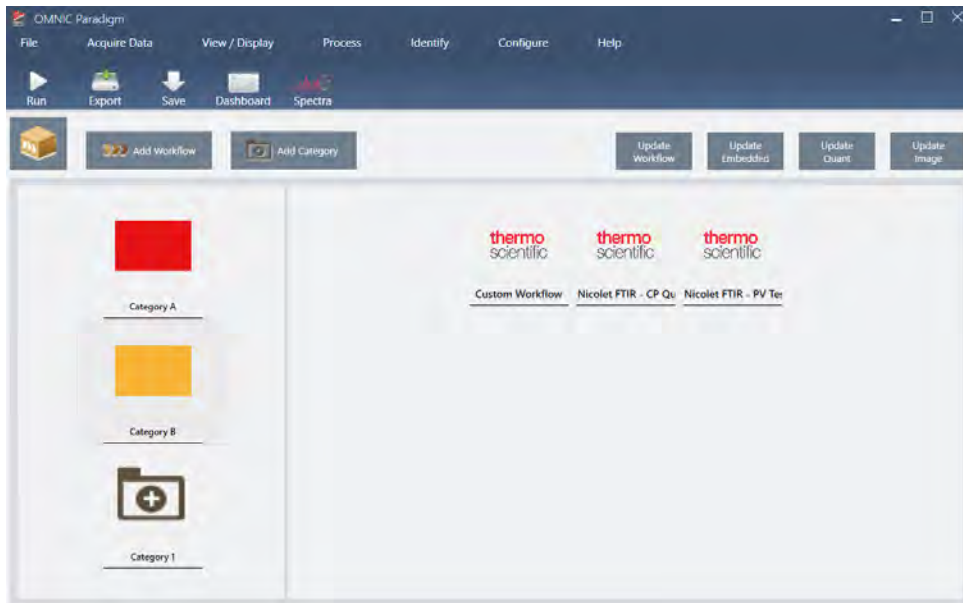 OMNIC Paradigm
File Acquire Data View / Display Process Identify Configure Help
Run Export Save Dashboard Spectra
Add Workflow Add Category
Update Workflow
Update Embedded
Update Quant
Update Image
thermo scientific
thermo scientific
thermo scientific
Custom Workflow Nicolet FTIR - CP Qu Nicolet FTIR - PV Tes
Category A
Category B
Category 1